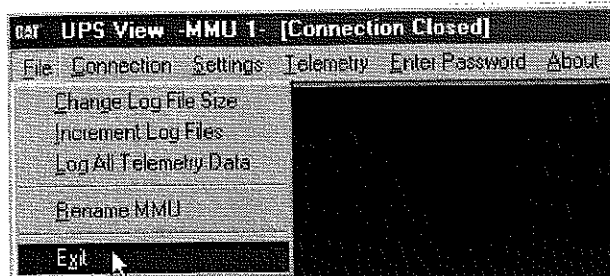 CAT UPS View -MMU 1- [Connection Closed]
File Connection Settings Telemetry Enter Password About
Change Log File Size
Increment Log Files
Log All Telemetry Data
Rename MMU
Exit